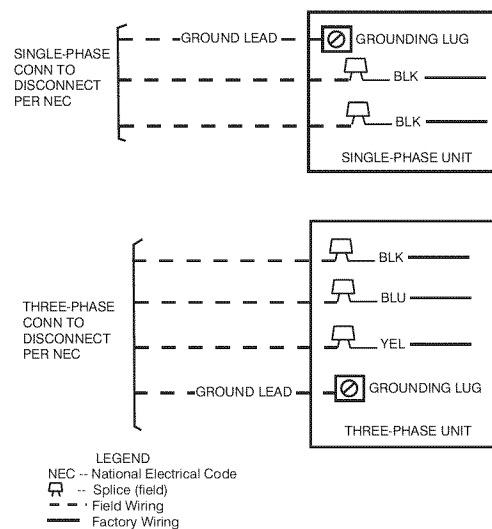 GROUND LEAD
GROUNDING LUG
SINGLE-PHASE
CONN TO
DISCONNECT
PER NEC
BLK
BLK
SINGLE-PHASE UNIT
BLK
BLU
THREE-PHASE
CONN TO
DISCONNECT
PER NEC
YEL
GROUND LEAD
GROUNDING LUG
THREE-PHASE UNIT
LEGEND
NEC -- National Electrical Code
-- Splice (field)
Field Wiring
Factory Wiring